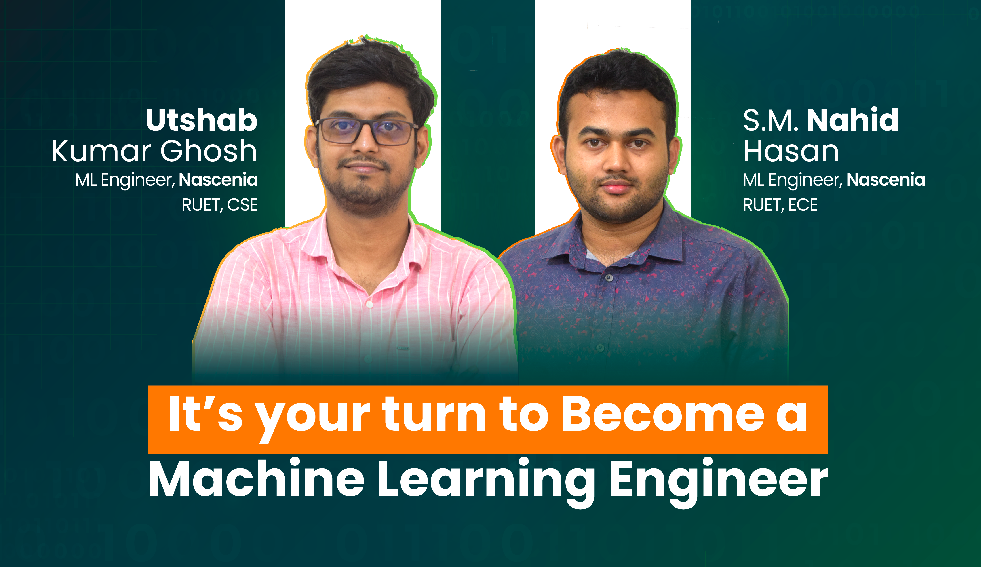 Utshab
Kumar Ghosh
ML Engineer, Nascenia
RUET, CSE
S.M. Nahid
Hasan
ML Engineer, Nascenia
RUET, ECE
It's your turn to Become a
Machine Learning Engineer